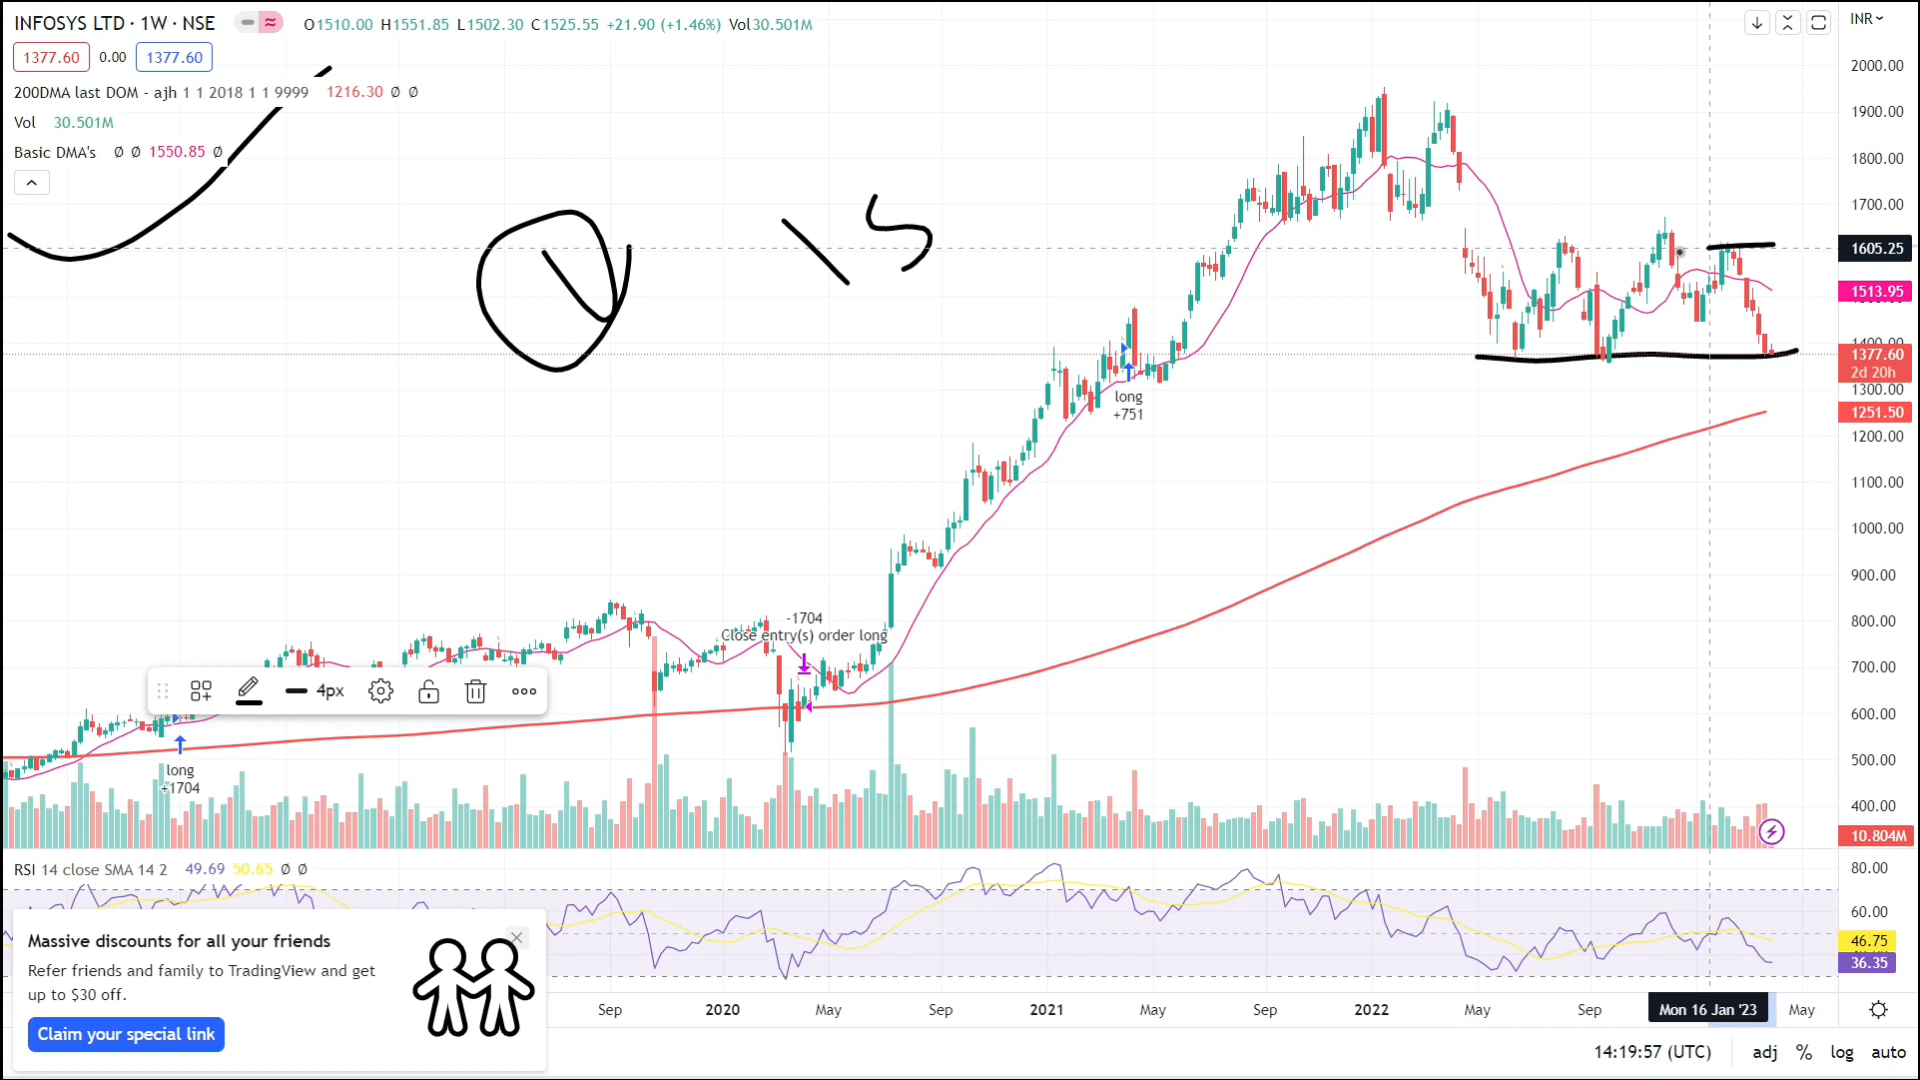 INFOSYS LTD · 1W · NSE O1510.00 H1551.85 L1502.30 C1525.55 +21.90 (+1.46%) Vol30.501M INR
1377.60 0.00 1377.60
200DMA last DOM - ajh 1 1 2018 1 1 9999 1216.30 Ø Ø
Vol 30.501M
Basic DMA's Ø Ø 1550.85 Ø
2000.00
1900.00
1800.00
1700.00
1605.25
1513.95
1400.00
1377.60
2d 20h
1300.00
1251.50
1200.00
1100.00
1000.00
900.00
800.00
700.00
600.00
500.00
400.00
10.804M
long
+751
-1704
Close entry(s) order long
4px
long
+1704
RSI 14 close SMA 14 2 49.69 50.65 Ø Ø
80.00
60.00
46.75
36.35
Massive discounts for all your friends
Refer friends and family to TradingView and get
up to $30 off.
Claim your special link
Sep 2020 May Sep 2021 May Sep 2022 May Sep Mon 16 Jan '23 May
14:19:57 (UTC) adj % log auto